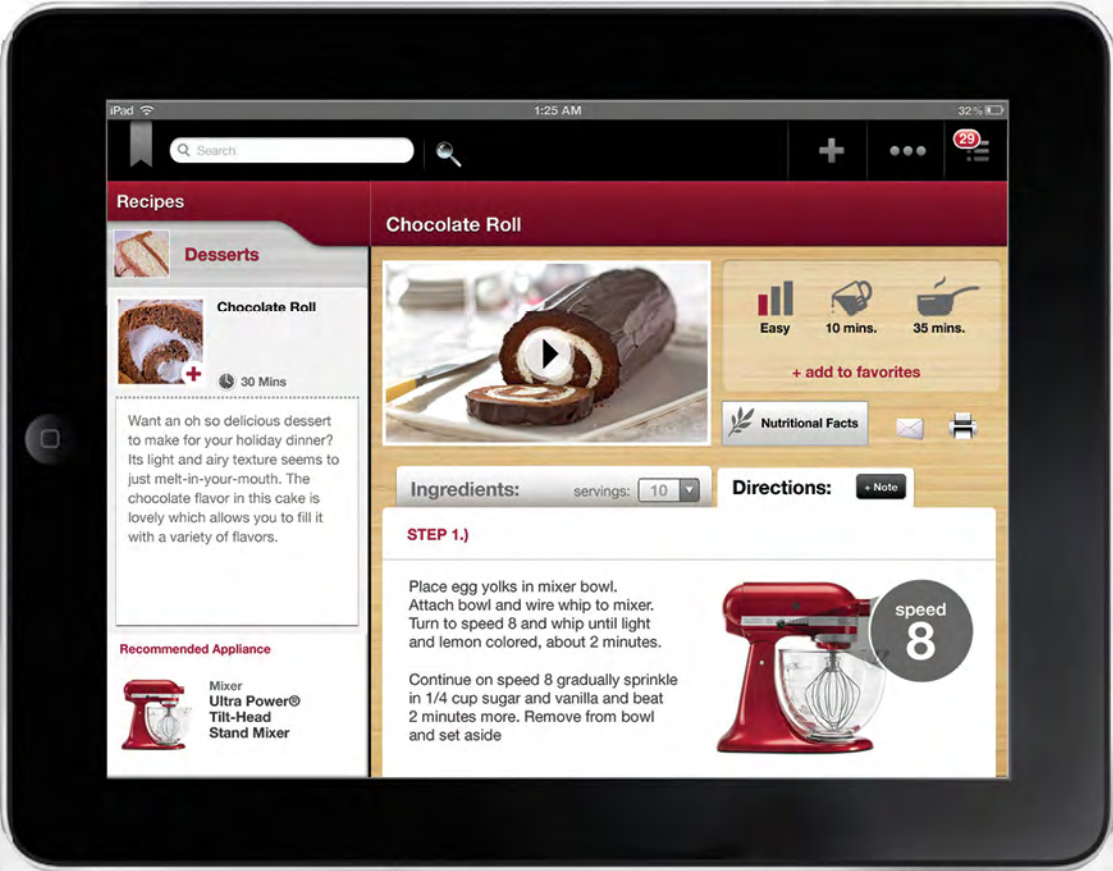 iPad
1:25 AM
32%
Search
29
Recipes
Chocolate Roll
Desserts
Chocolate Roll
30 Mins
Want an oh so delicious dessert
to make for your holiday dinner?
Its light and airy texture seems to
just melt-in-your-mouth. The
chocolate flavor in this cake is
lovely which allows you to fill it
with a variety of flavors.
Recommended Appliance
Mixer
Ultra Power®
Tilt-Head
Stand Mixer
Easy
10 mins.
35 mins.
+ add to favorites
Nutritional Facts
Ingredients:
servings:
10
Directions:
+ Note
STEP 1.)
Place egg yolks in mixer bowl.
Attach bowl and wire whip to mixer.
Turn to speed 8 and whip until light
and lemon colored, about 2 minutes.
Continue on speed 8 gradually sprinkle
in 1/4 cup sugar and vanilla and beat
2 minutes more. Remove from bowl
and set aside
speed
8